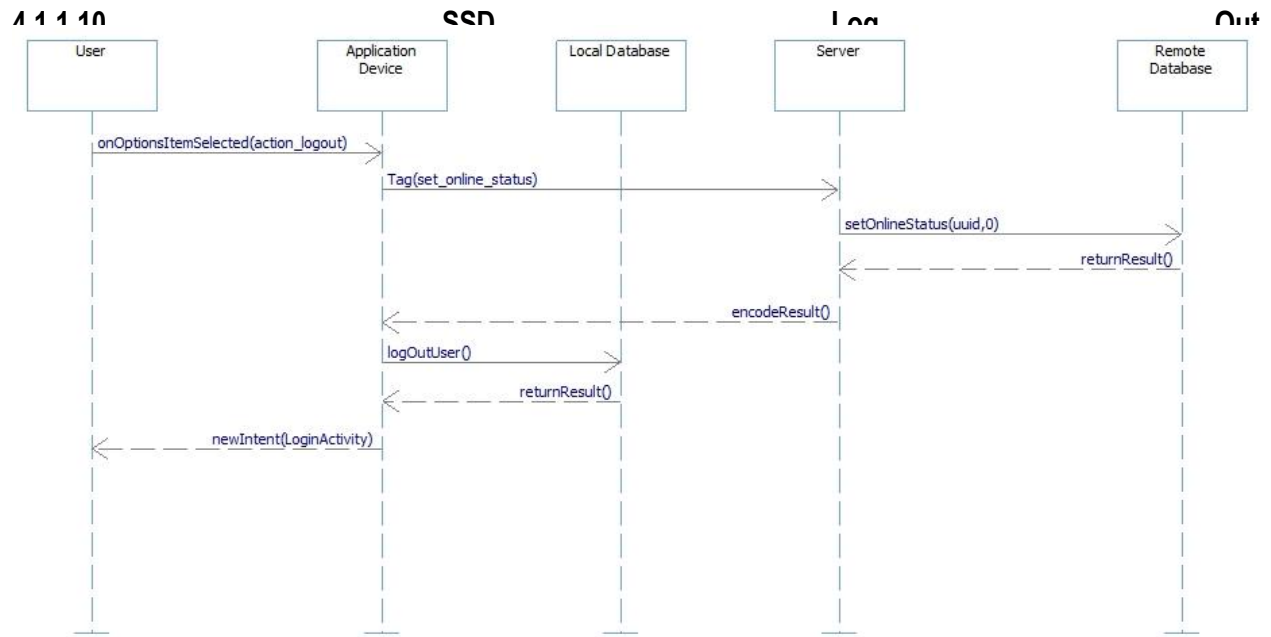 4.1.1.10 SSD Log Out
User
Application
Device
Local Database
Server
Remote
Database
onOptionsItemSelected(action_logout)
Tag(set_online_status)
setOnlineStatus(uuid,0)
returnResult()
encodeResult()
logOutUser()
returnResult()
newIntent(LoginActivity)